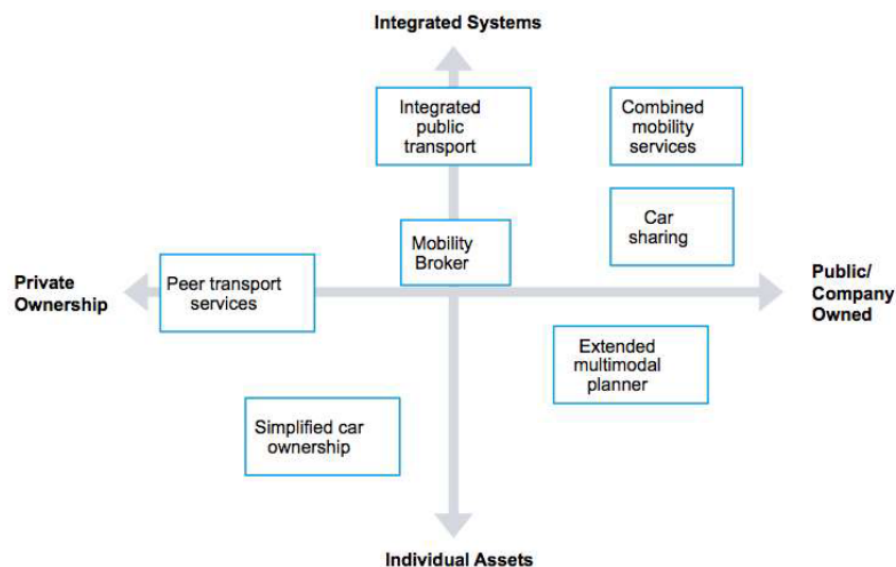 Integrated Systems
Integrated
public
transport
Combined
mobility
services
Car
sharing
Mobility
Broker
Private
Ownership
Peer transport
services
Public/
Company
Owned
Extended
multimodal
planner
Simplified car
ownership
Individual Assets